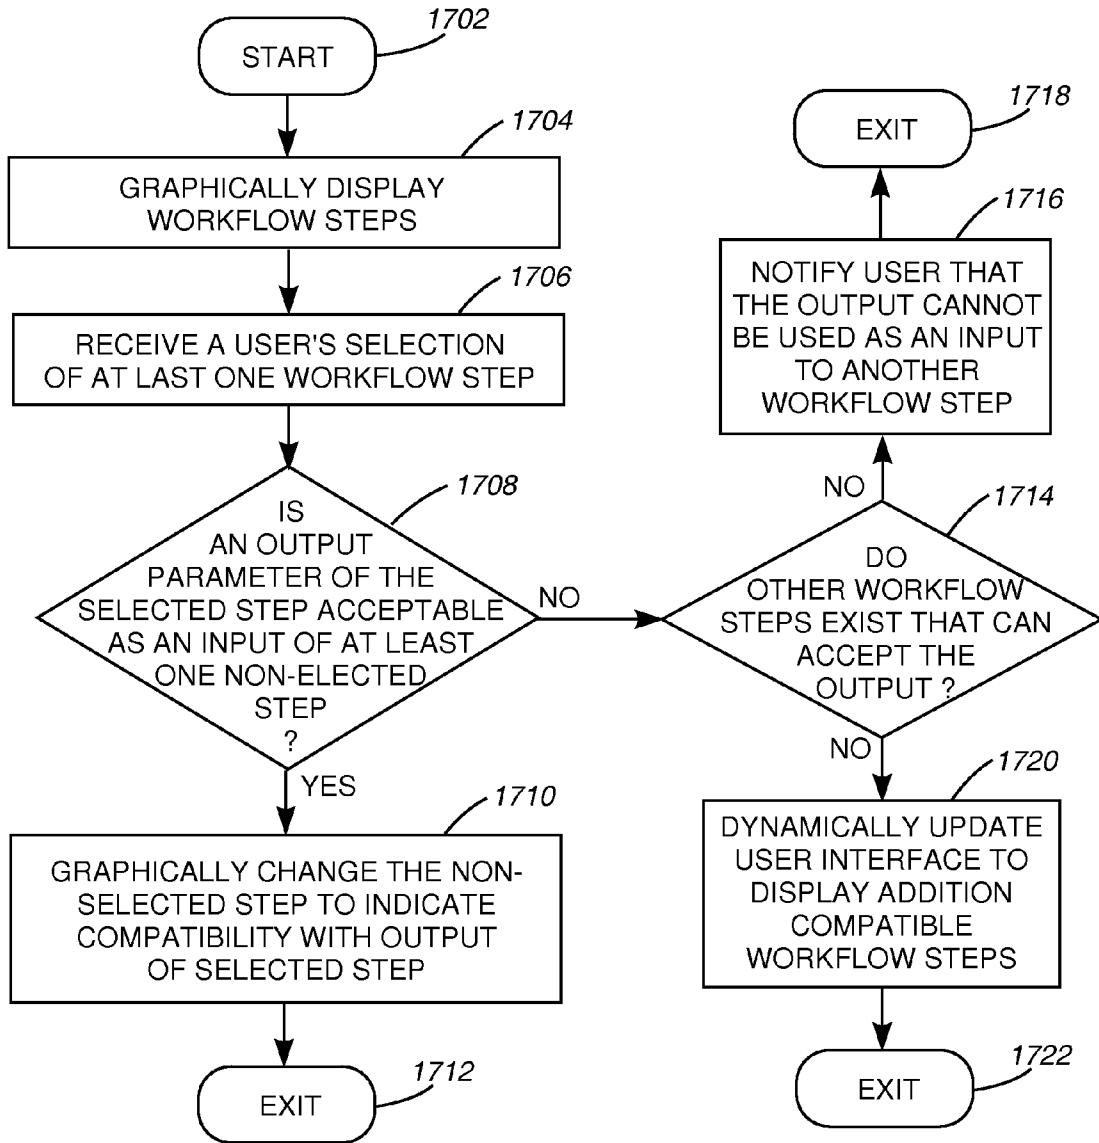 START
1702
1704
GRAPHICALLY DISPLAY
WORKFLOW STEPS
1706
RECEIVE A USER'S SELECTION
OF AT LAST ONE WORKFLOW STEP
1708
IS
AN OUTPUT
PARAMETER OF THE
SELECTED STEP ACCEPTABLE
AS AN INPUT OF AT LEAST
ONE NON-ELECTED
STEP
?
NO
YES
1710
GRAPHICALLY CHANGE THE NON-
SELECTED STEP TO INDICATE
COMPATIBILITY WITH OUTPUT
OF SELECTED STEP
EXIT
1712
1718
EXIT
1716
NOTIFY USER THAT
THE OUTPUT CANNOT
BE USED AS AN INPUT
TO ANOTHER
WORKFLOW STEP
NO
1714
DO
OTHER WORKFLOW
STEPS EXIST THAT CAN
ACCEPT THE
OUTPUT ?
NO
1720
DYNAMICALLY UPDATE
USER INTERFACE TO
DISPLAY ADDITION
COMPATIBLE
WORKFLOW STEPS
EXIT
1722